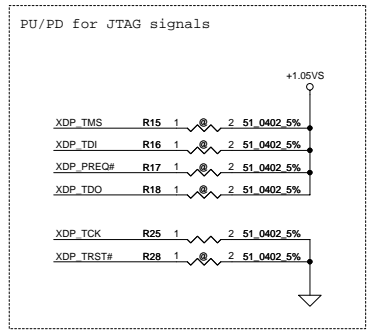 PU/PD for JTAG signals
+1.05VS
XDP_TMS R15 1 @ 2 51_0402_5%
XDP_TDI R16 1 @ 2 51_0402_5%
XDP_PREQ# R17 1 @ 2 51_0402_5%
XDP_TDO R18 1 @ 2 51_0402_5%
XDP_TCK R25 1 2 51_0402_5%
XDP_TRST# R28 1 @ 2 51_0402_5%